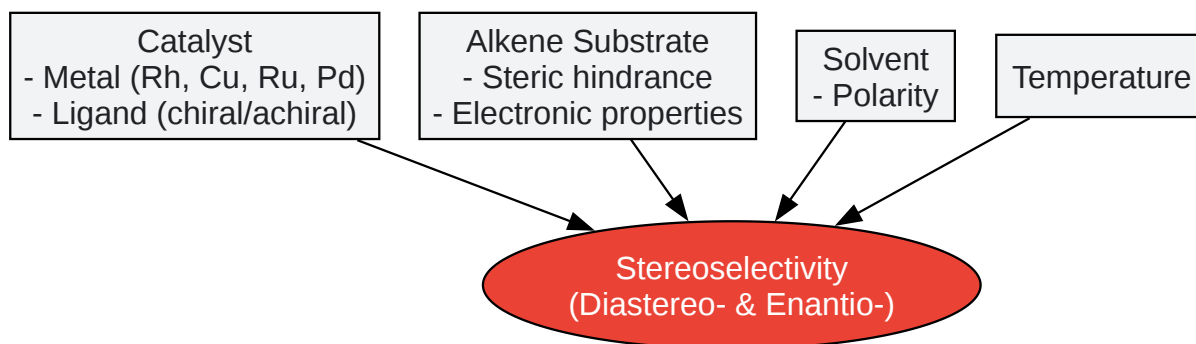 Catalyst
- Metal (Rh, Cu, Ru, Pd)
- Ligand (chiral/achiral)
Alkene Substrate
- Steric hindrance
- Electronic properties
Solvent
- Polarity
Temperature
Stereoselectivity
(Diastereo- & Enantio-)